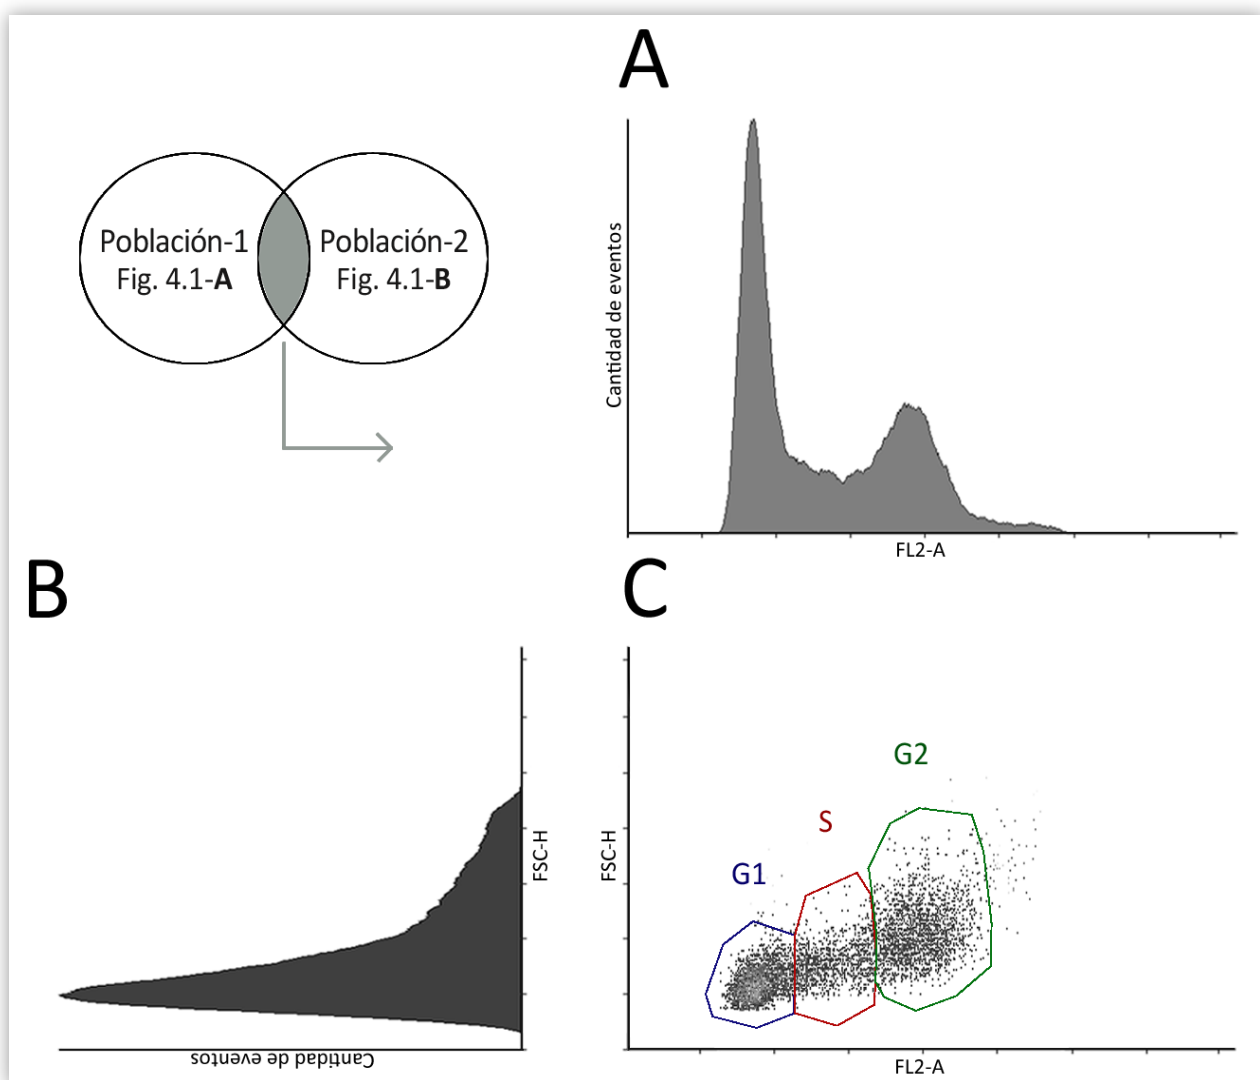 A
Población-1
Fig. 4.1-A
Población-2
Fig. 4.1-B
Cantidad de eventos
FL2-A
B
C
FSC-H
Cantidad de eventos
FSC-H
G1
S
G2
FL2-A